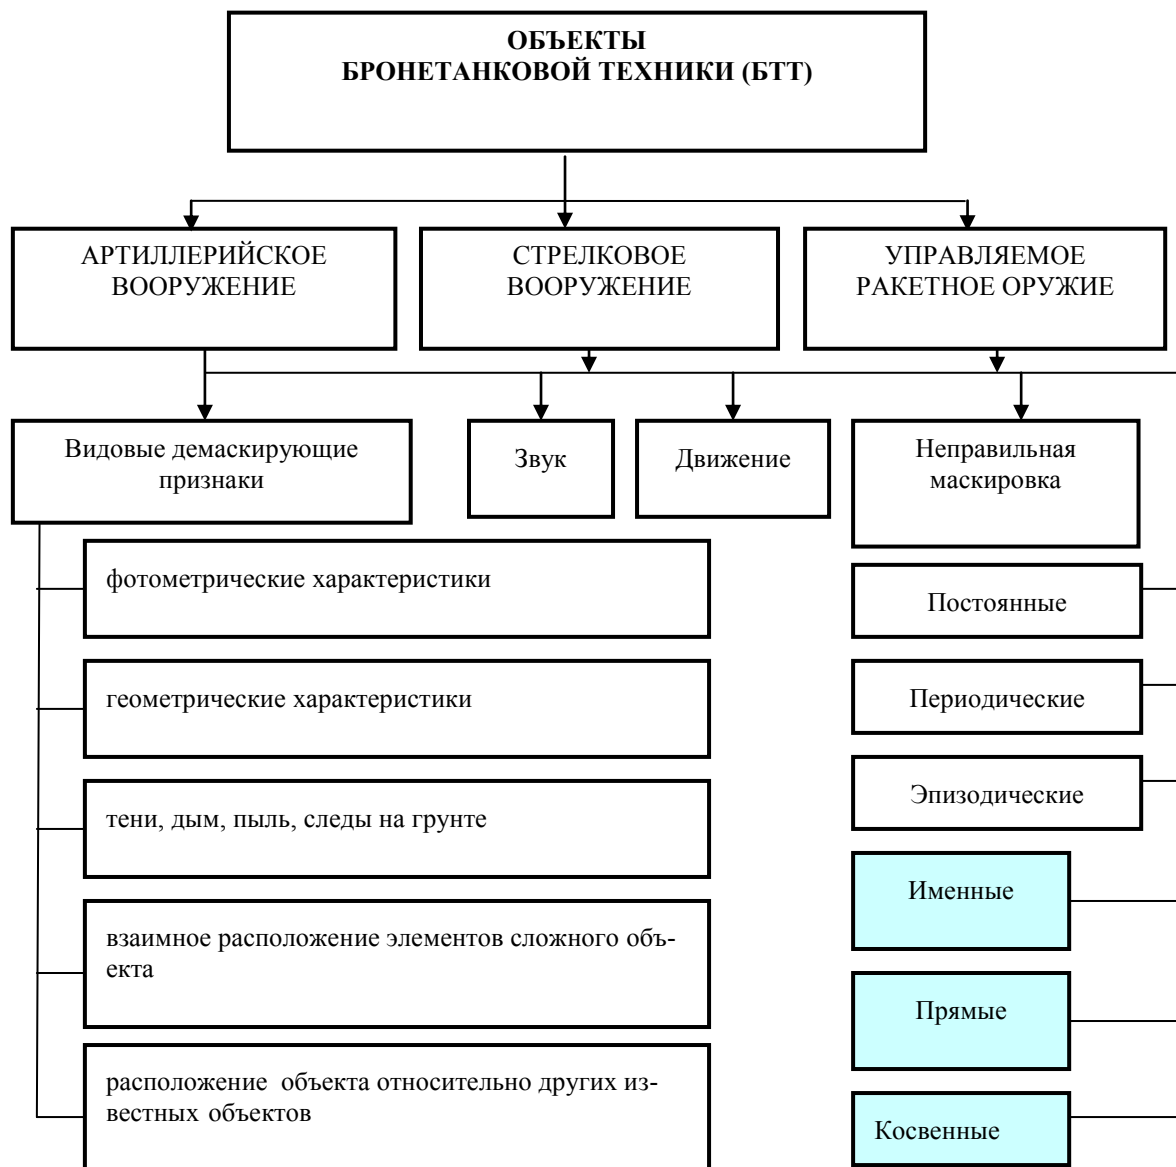 ОБЪЕКТЫ
БРОНЕТАНКОВОЙ ТЕХНИКИ (БТТ)
АРТИЛЛЕРИЙСКОЕ
ВООРУЖЕНИЕ
СТРЕЛКОВОЕ
ВООРУЖЕНИЕ
УПРАВЛЯЕМОЕ
РАКЕТНОЕ ОРУЖИЕ
Видовые демаскирующие
признаки
Звук
Движение
Неправильная
маскировка
фотометрические характеристики
геометрические характеристики
тени, дым, пыль, следы на грунте
взаимное расположение элементов сложного объ-
екта
расположение  объекта относительно других из-
вестных объектов
Постоянные
Периодические
Эпизодические
Именные
Прямые
Косвенные